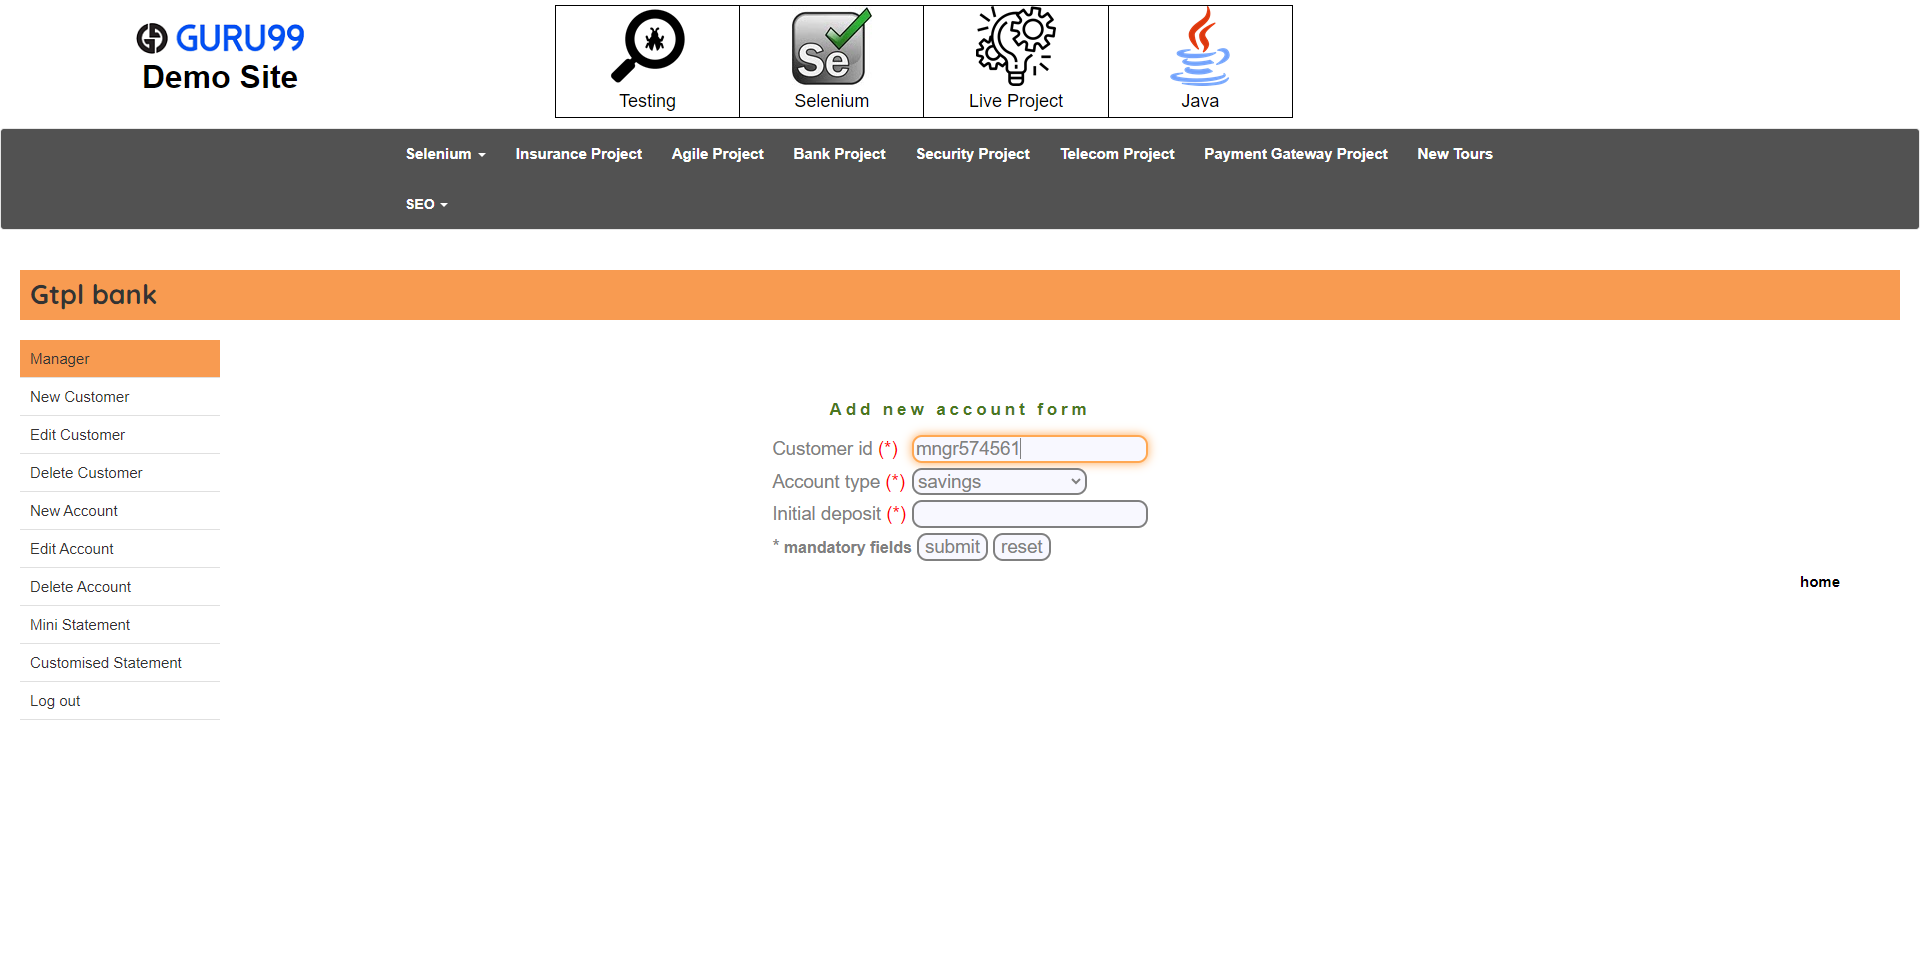 GURU99
Demo Site
Testing
Selenium
Live Project
Java
Selenium
Insurance Project
Agile Project
Bank Project
Security Project
Telecom Project
Payment Gateway Project
New Tours
SEO
Gtpl bank
Manager
New Customer
Edit Customer
Delete Customer
New Account
Edit Account
Delete Account
Mini Statement
Customised Statement
Log out
Add new account form
Customer id (*) mngr574561
Account type (*) savings
Initial deposit (*)
* mandatory fields submit reset
home